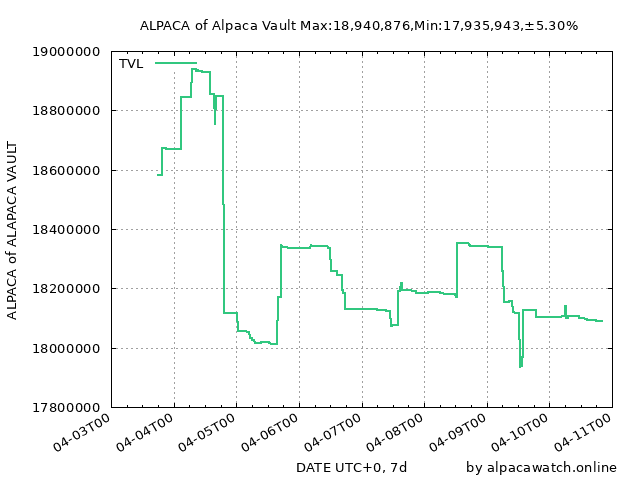 ALPACA of Alpaca Vault Max:18,940,876,Min:17,935,943,±5.30%
TVL
19000000
18800000
18600000
18400000
18200000
18000000
17800000
ALPACA of ALAPACA VAULT
04-03T00
04-04T00
04-05T00
04-06T00
04-07T00
04-08T00
04-09T00
04-10T00
04-11T00
DATE UTC+0, 7d
by alpacawatch.online